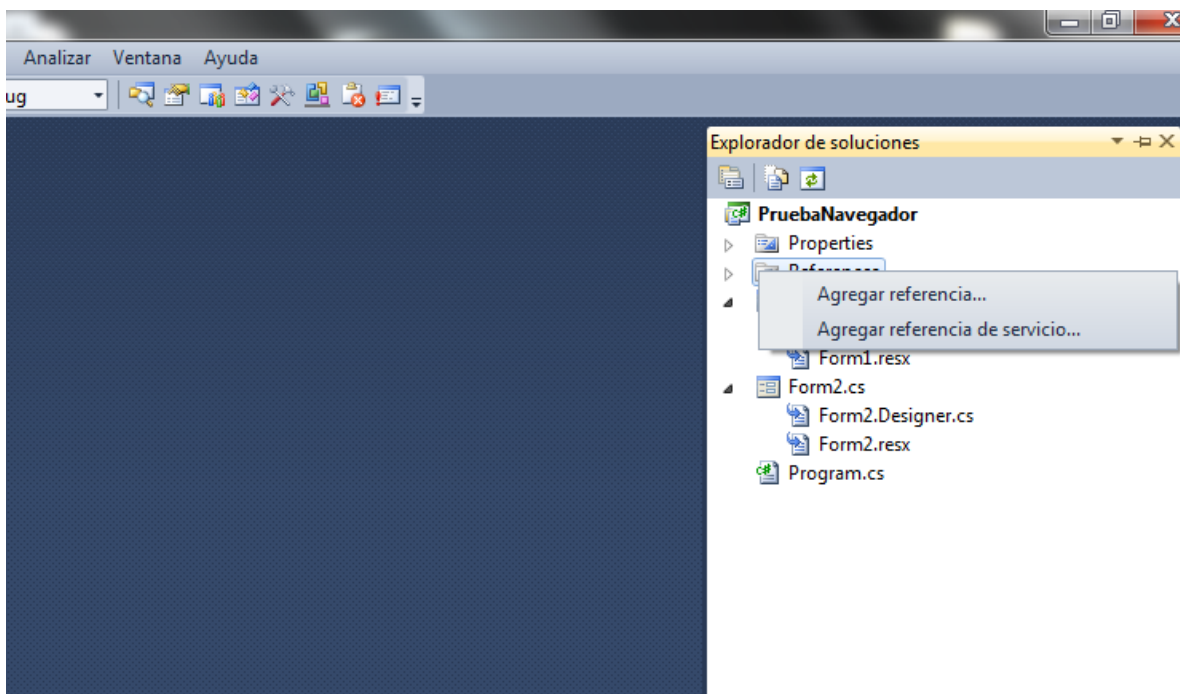 Analizar Ventana Ayuda
ug
Explorador de soluciones
PruebaNavegador
Properties
References
Agregar referencia...
Agregar referencia de servicio...
Form1.resx
Form2.cs
Form2.Designer.cs
Form2.resx
Program.cs